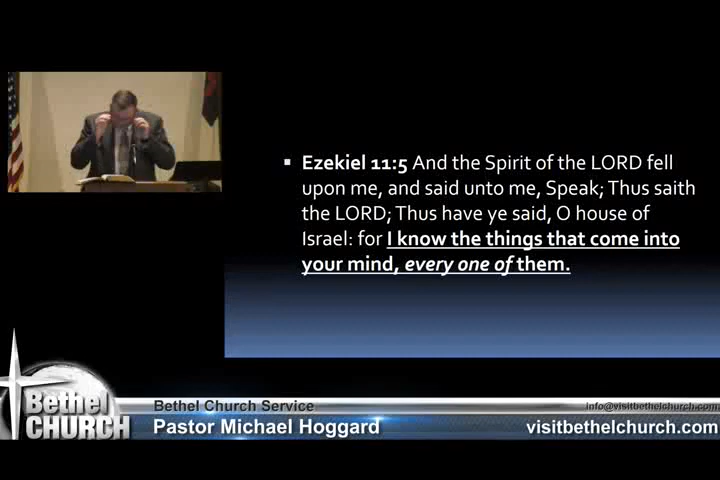 Ezekiel 11:5 And the Spirit of the LORD fell
upon me, and said unto me, Speak; Thus saith
the LORD; Thus have ye said, O house of
Israel: for I know the things that come into
your mind, every one of them.
Bethel
CHURCH
Bethel Church Service
info@visitbethelchurch.com
Pastor Michael Hoggard
visitbethelchurch.com